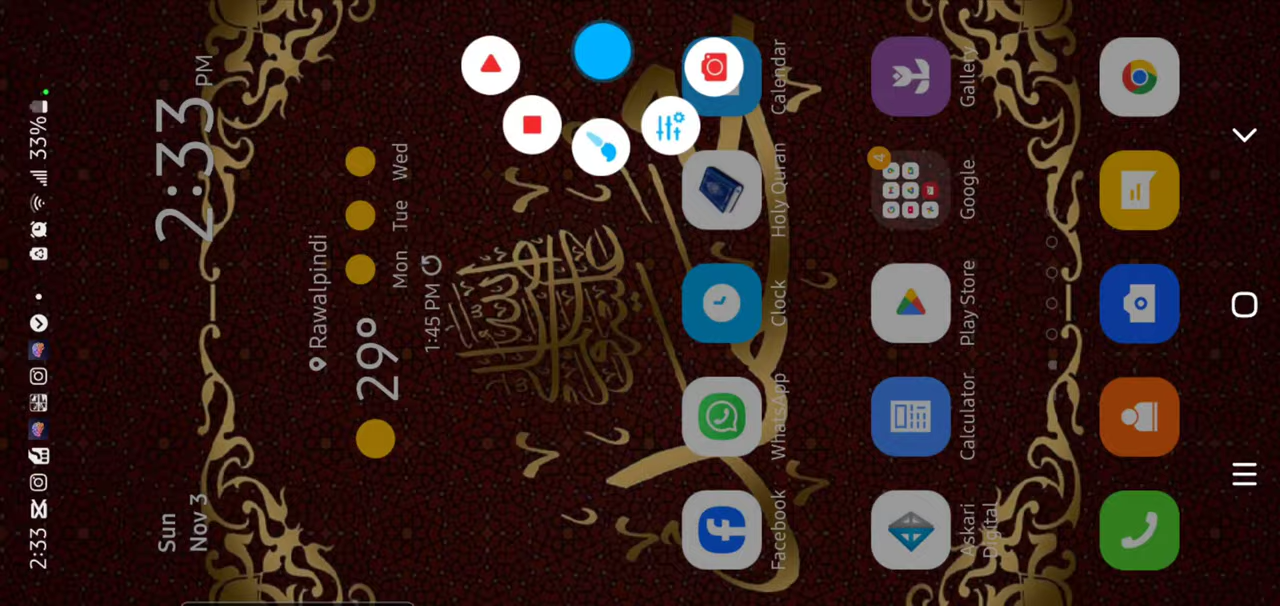 2:33
33%
Sun
Nov 3
2:33 PM
Rawalpindi
29°
Mon Tue Wed
1:45 PM
Facebook
WhatsApp
Clock
Holy Quran
Calendar
Askari
Digital
Calculator
Play Store
Google
4
Gallery